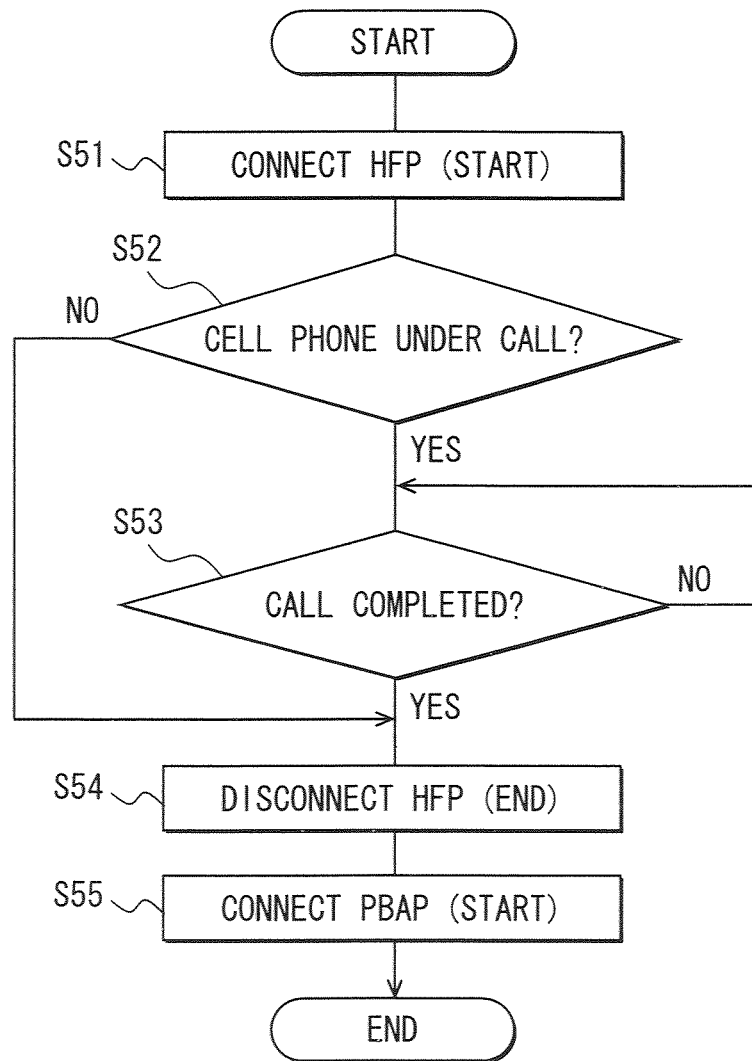 START
S51
CONNECT HFP (START)
S52
NO
CELL PHONE UNDER CALL?
YES
S53
NO
CALL COMPLETED?
YES
S54
DISCONNECT HFP (END)
S55
CONNECT PBAP (START)
END